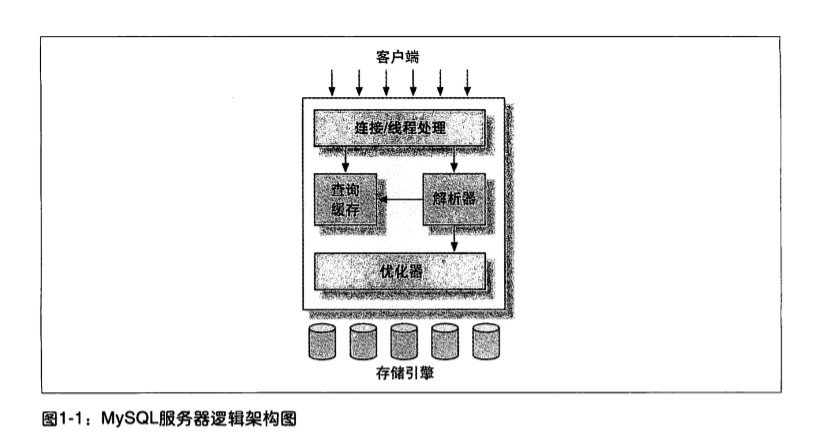 客户端
连接/线程处理
查询
缓存
解析器
优化器
存储引擎
图1-1：MySQL服务器逻辑架构图